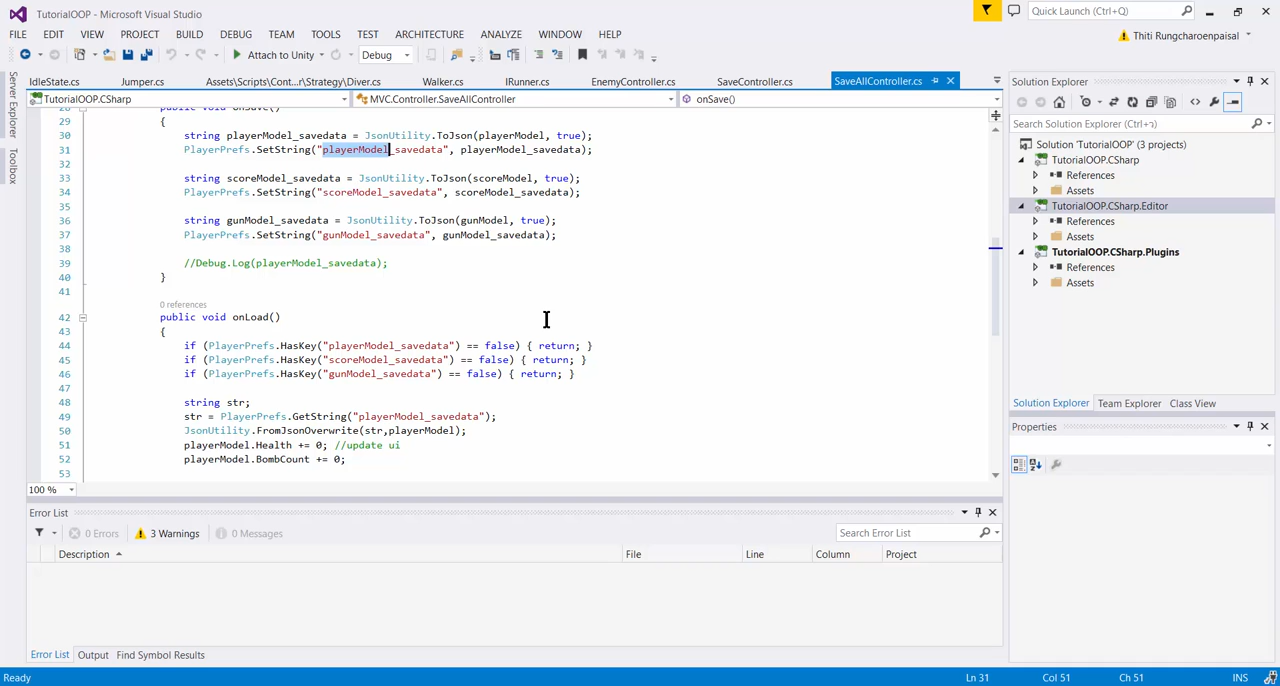 TutorialOOP - Microsoft Visual Studio
Quick Launch (Ctrl+Q)
FILE EDIT VIEW PROJECT BUILD DEBUG TEAM TOOLS TEST ARCHITECTURE ANALYZE WINDOW HELP
Thiti Rungcharoenpaisal
Attach to Unity Debug
IdleState.cs Jumper.cs Assets\Scripts\Cont...r\Strategy\Diver.cs Walker.cs IRunner.cs EnemyController.cs SaveController.cs SaveAllController.cs
TutorialOOP.CSharp MVC.Controller.SaveAllController onSave()
28 public void onSave()
29 {
30 string playerModel_savedata = JsonUtility.ToJson(playerModel, true);
31 PlayerPrefs.SetString("playerModel_savedata", playerModel_savedata);
32
33 string scoreModel_savedata = JsonUtility.ToJson(scoreModel, true);
34 PlayerPrefs.SetString("scoreModel_savedata", scoreModel_savedata);
35
36 string gunModel_savedata = JsonUtility.ToJson(gunModel, true);
37 PlayerPrefs.SetString("gunModel_savedata", gunModel_savedata);
38
39 //Debug.Log(playerModel_savedata);
40 }
41
0 references
42 public void onLoad()
43 {
44 if (PlayerPrefs.HasKey("playerModel_savedata") == false) { return; }
45 if (PlayerPrefs.HasKey("scoreModel_savedata") == false) { return; }
46 if (PlayerPrefs.HasKey("gunModel_savedata") == false) { return; }
47
48 string str;
49 str = PlayerPrefs.GetString("playerModel_savedata");
50 JsonUtility.FromJsonOverwrite(str,playerModel);
51 playerModel.Health += 0; //update ui
52 playerModel.BombCount += 0;
53
100 %
Server Explorer
Toolbox
Solution Explorer
Search Solution Explorer (Ctrl+ว)
Solution 'TutorialOOP' (3 projects)
TutorialOOP.CSharp
References
Assets
TutorialOOP.CSharp.Editor
References
Assets
TutorialOOP.CSharp.Plugins
References
Assets
Solution Explorer Team Explorer Class View
Properties
Error List
0 Errors 3 Warnings 0 Messages
Search Error List
Description File Line Column Project
Error List Output Find Symbol Results
Ready Ln 31 Col 51 Ch 51 INS